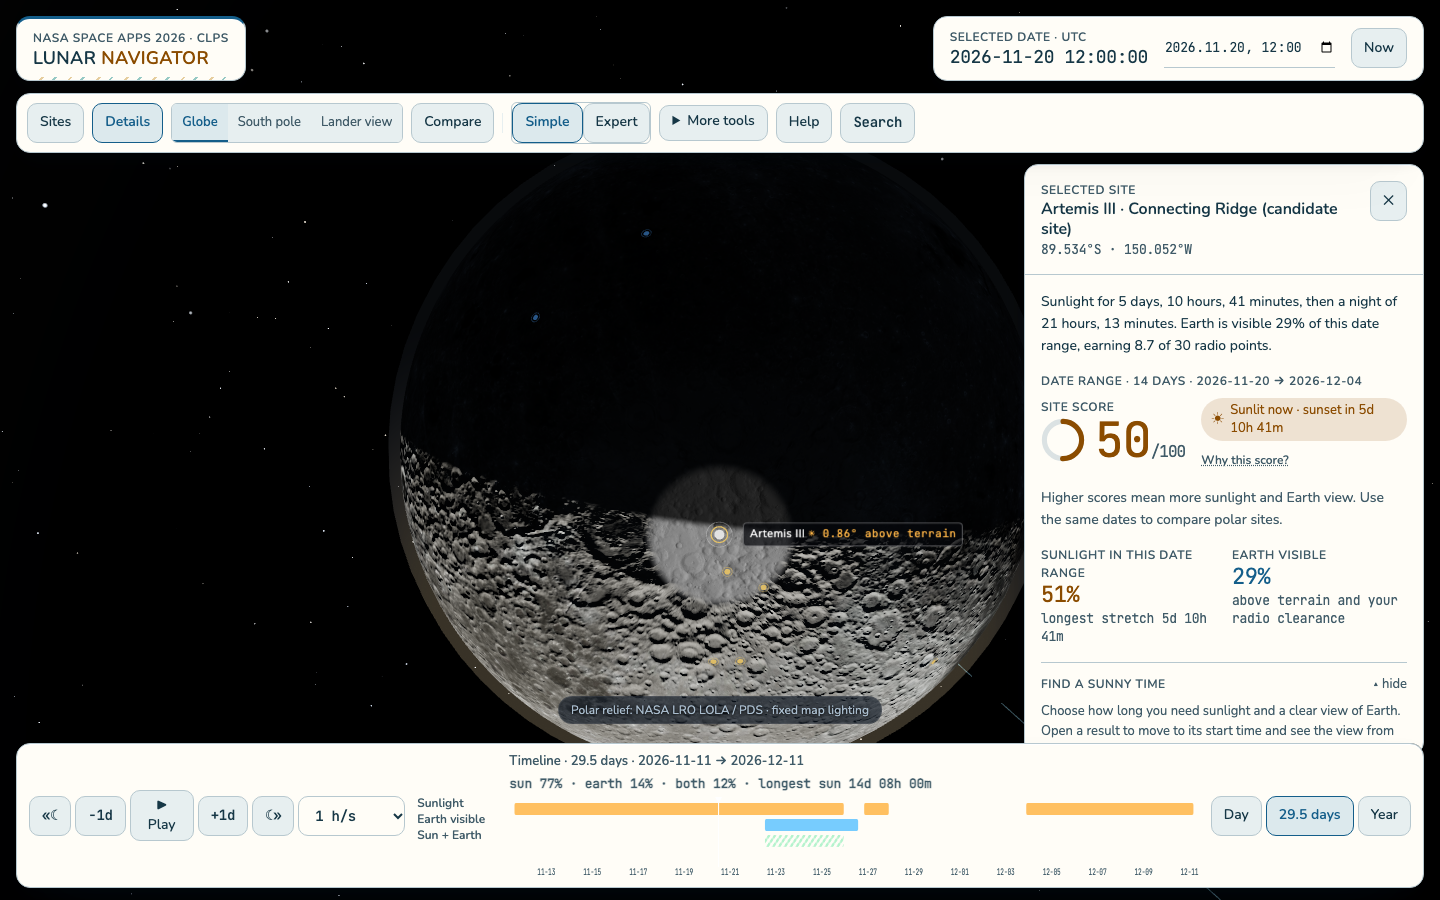 NASA SPACE APPS 2026 · CLPS
LUNAR NAVIGATOR
SELECTED DATE · UTC
2026-11-20 12:00:00
2026.11.20, 12:00
Now
Sites
Details
Globe
South pole
Lander view
Compare
Simple
Expert
▶ More tools
Help
Search
SELECTED SITE
Artemis III · Connecting Ridge (candidate
site)
89.534°S · 150.052°W
×
Sunlight for 5 days, 10 hours, 41 minutes, then a night of
21 hours, 13 minutes. Earth is visible 29% of this date
range, earning 8.7 of 30 radio points.
DATE RANGE · 14 DAYS · 2026-11-20 → 2026-12-04
SITE SCORE
50/100
☀ Sunlit now · sunset in 5d
10h 41m
Why this score?
Higher scores mean more sunlight and Earth view. Use
the same dates to compare polar sites.
SUNLIGHT IN THIS DATE
RANGE
51%
longest stretch 5d 10h
41m
EARTH VISIBLE
29%
above terrain and your
radio clearance
FIND A SUNNY TIME
▴ hide
Choose how long you need sunlight and a clear view of Earth.
Open a result to move to its start time and see the view from
Artemis III ☀ 0.86° above terrain
Polar relief: NASA LRO LOLA / PDS · fixed map lighting
«☾
-1d
▶
Play
+1d
☾»
1 h/s
Timeline · 29.5 days · 2026-11-11 → 2026-12-11
sun 77% · earth 14% · both 12% · longest sun 14d 08h 00m
Sunlight
Earth visible
Sun + Earth
11-13 11-15 11-17 11-19 11-21 11-23 11-25 11-27 11-29 12-01 12-03 12-05 12-07 12-09 12-11
Day
29.5 days
Year